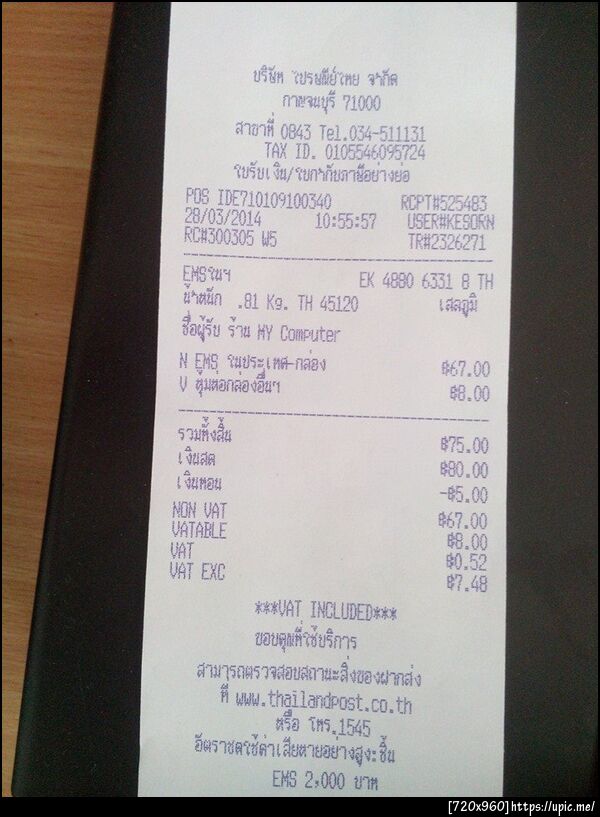 บริษัท ไปรษณีย์ไทย จำกัด
กาญจนบุรี 71000
สาขาที่ 0843 Tel.034-511131
TAX ID. 0105546095724
ใบรับเงิน/ใบกำกับภาษีอย่างย่อ
POS IDE710109100340 RCPT#525483
28/03/2014 10:55:57 USER#KESORN
RC#300305 W5 TR#2326271
EMSในฯ EK 4880 6331 8 TH
น้ำหนัก .81 Kg. TH 45120 เสลภูมิ
ชื่อผู้รับ ร้าน MY Computer
N EMS ในประเทศ-กล่อง ฿67.00
V หุ้มห่อกล่องอื่นฯ ฿8.00
รวมทั้งสิ้น ฿75.00
เงินสด ฿80.00
เงินทอน -฿5.00
NON VAT ฿67.00
VATABLE ฿8.00
VAT ฿0.52
VAT EXC ฿7.48
***VAT INCLUDED***
ขอบคุณที่ใช้บริการ
สามารถตรวจสอบสถานะสิ่งของฝากส่ง
ที่ www.thailandpost.co.th
หรือ โทร.1545
อัตราชดใช้ค่าเสียหายอย่างสูง:ชิ้น
EMS 2,000 บาท
[720x960]https://upic.me/